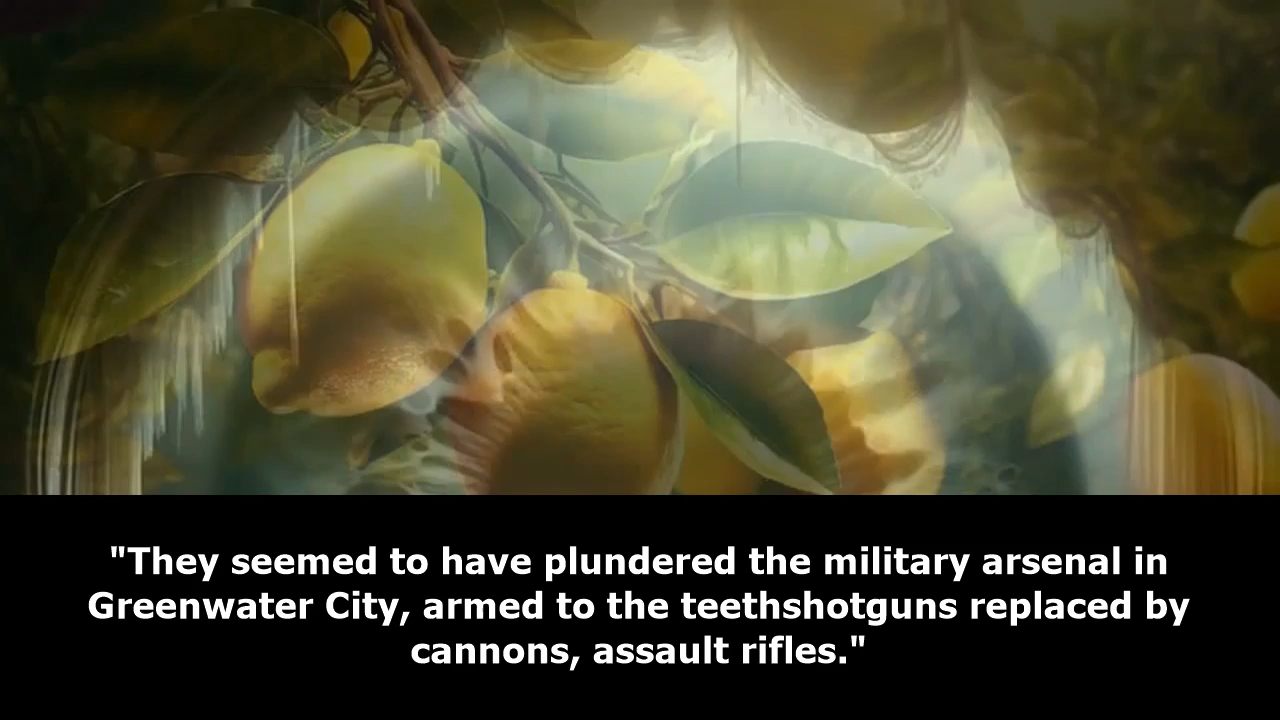 "They seemed to have plundered the military arsenal in
Greenwater City, armed to the teethshotguns replaced by
cannons, assault rifles."